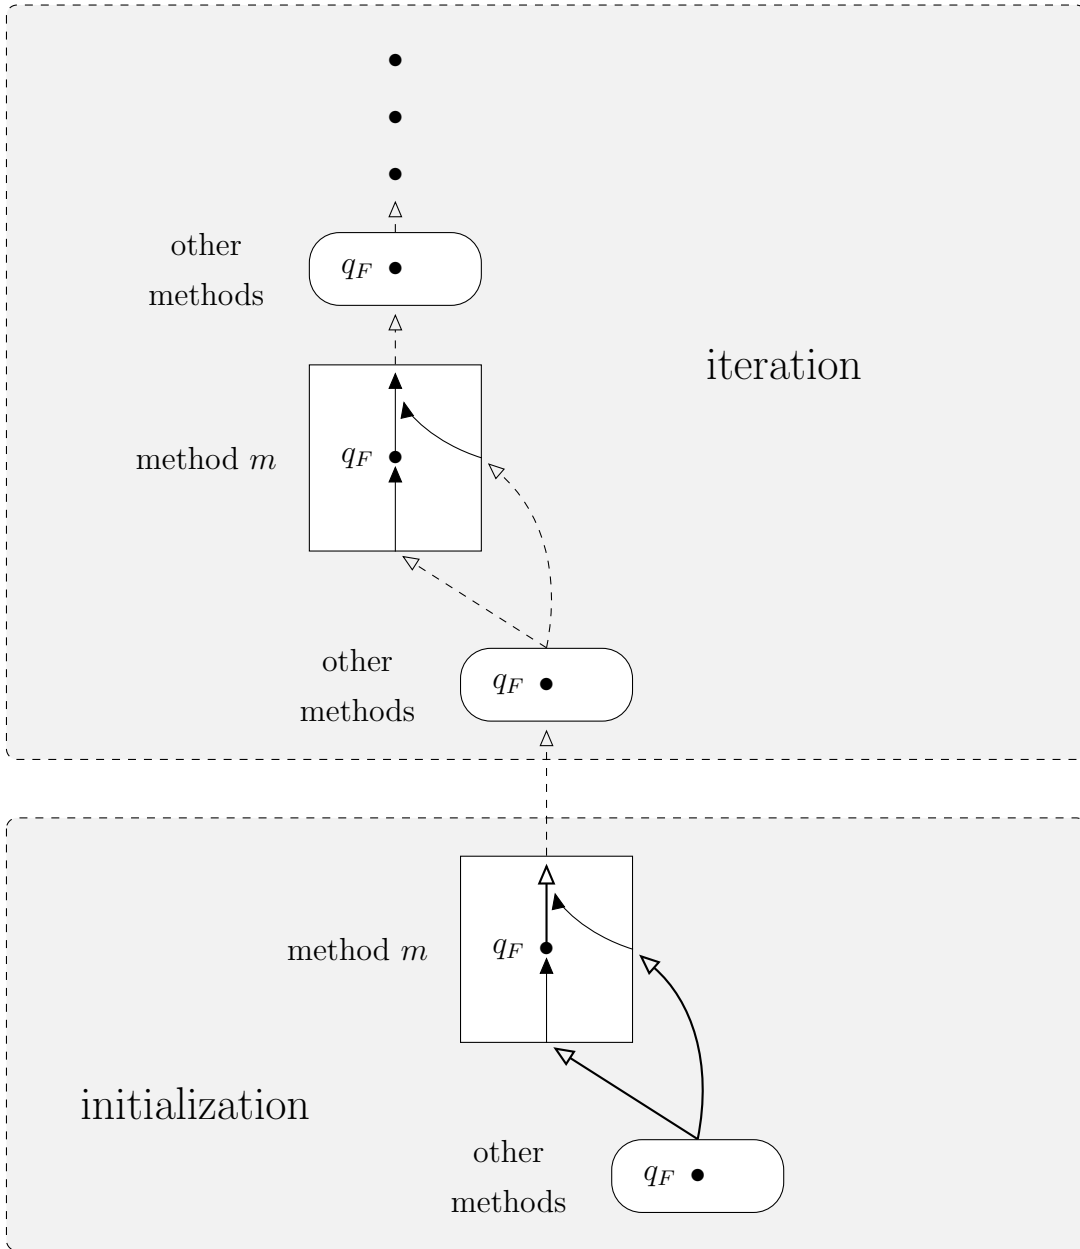 other
methods
q_F
iteration
method m
q_F
other
methods
q_F
method m
q_F
initialization
other
methods
q_F